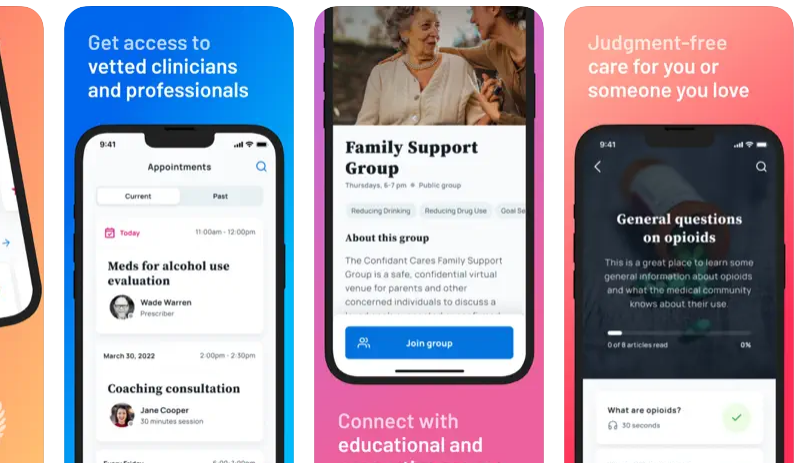 Get access to
vetted clinicians
and professionals
9:41
Appointments
Current
Past
Today
11:00am - 12:00pm
Meds for alcohol use
evaluation
Wade Warren
Prescriber
March 30, 2022
2:00pm - 2:30pm
Coaching consultation
Jane Cooper
30 minutes session
Family Support
Group
Thursdays, 6-7 pm
Public group
Reducing Drinking
Reducing Drug Use
Goal Se
About this group
The Confidant Cares Family Support
Group is a safe, confidential virtual
venue for parents and other
concerned individuals to discuss a
Join group
Connect with
educational and
Judgment-free
care for you or
someone you love
9:41
General questions
on opioids
This is a great place to learn some
general information about opioids
and what the medical community
knows about their use.
0 of 8 articles read
0%
What are opioids?
30 seconds